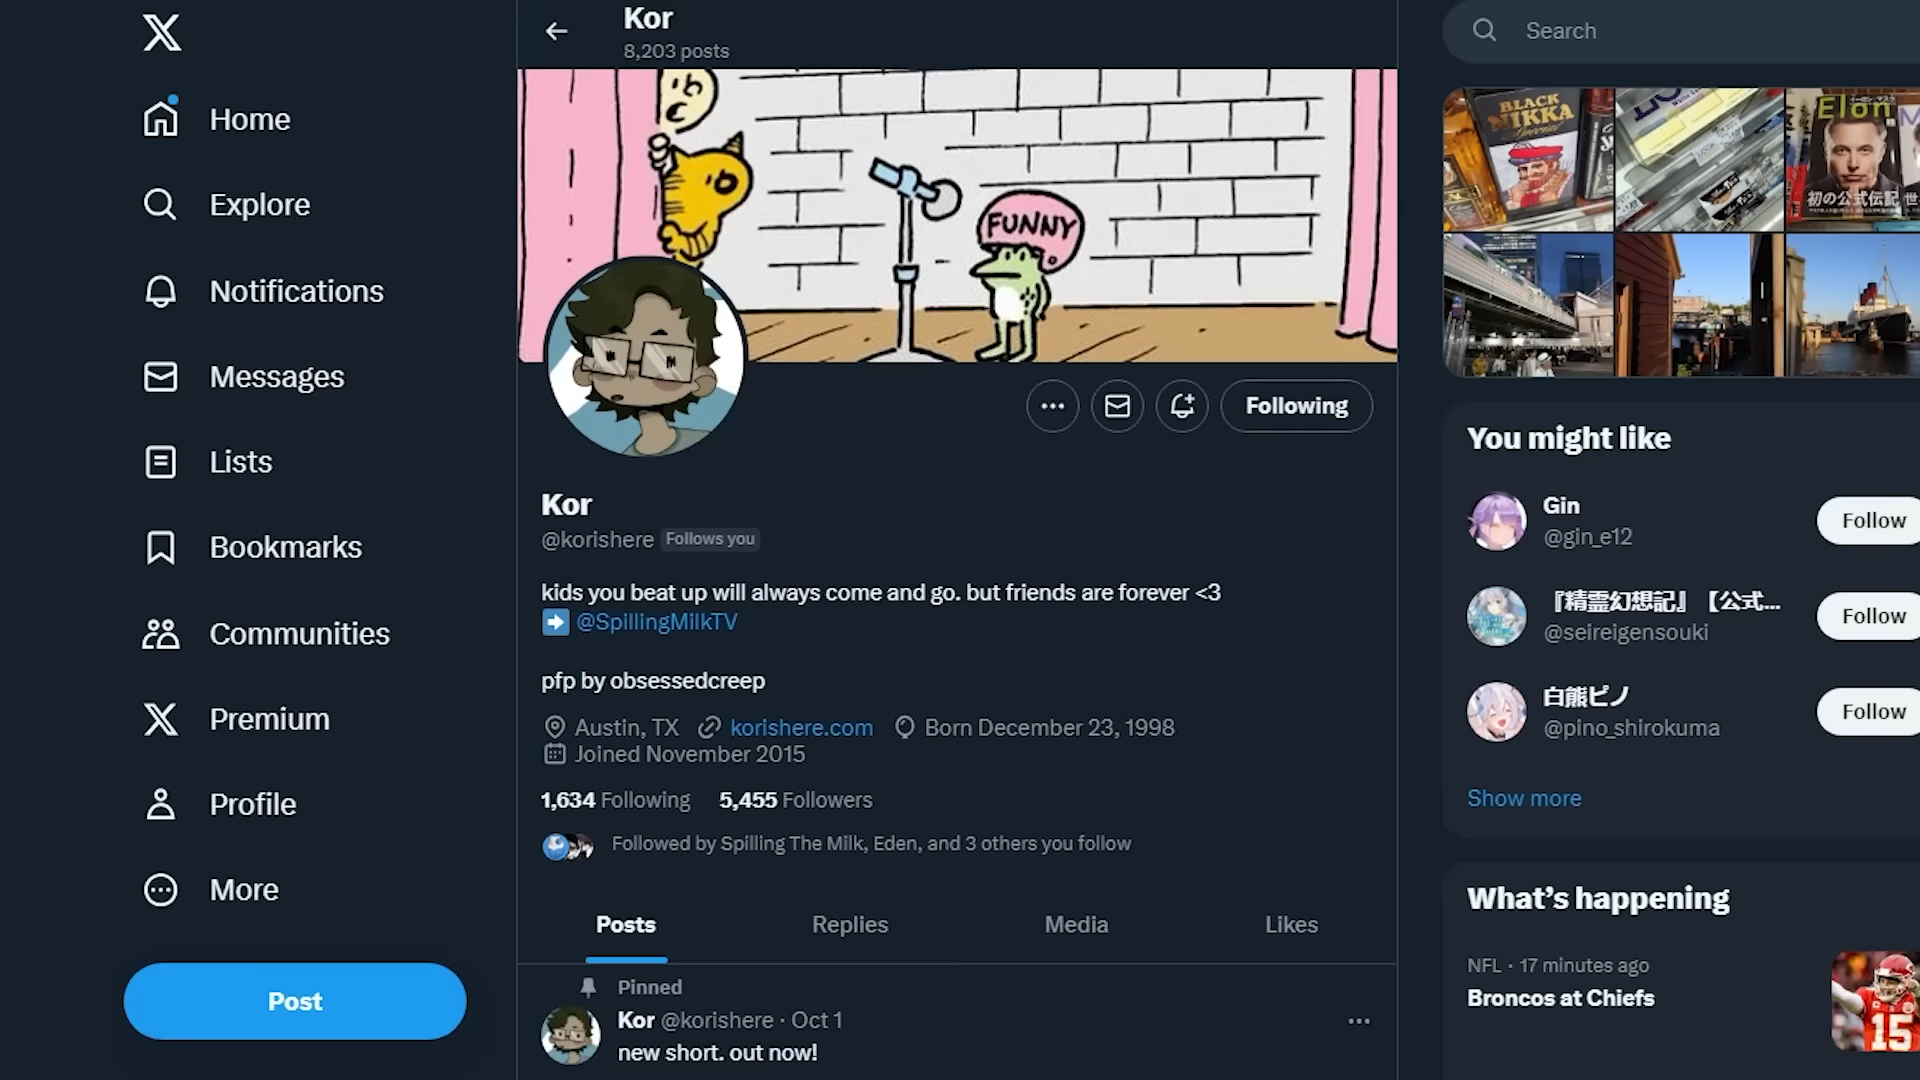 Home
Explore
Notifications
Messages
Lists
Bookmarks
Communities
Premium
Profile
More
Post
Kor
8,203 posts
FUNNY
Following
Kor
@korishere Follows you
kids you beat up will always come and go. but friends are forever <3
➡️ @SpillingMilkTV
pfp by obsessedcreep
Austin, TX korishere.com Born December 23, 1998
Joined November 2015
1,634 Following 5,455 Followers
Followed by Spilling The Milk, Eden, and 3 others you follow
Posts Replies Media Likes
Pinned
Kor @korishere · Oct 1
new short. out now!
Search
BLACK
NIKKA
Special
Elon
初の公式伝記
You might like
Gin
@gin_e12
Follow
『精霊幻想記』【公式...
@seireigensouki
Follow
白熊ピノ
@pino_shirokuma
Follow
Show more
What's happening
NFL · 17 minutes ago
Broncos at Chiefs
15